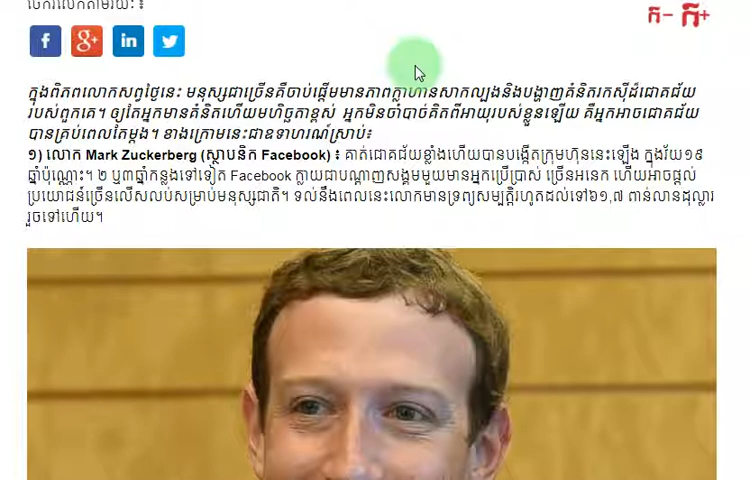 ចែករំលែកតាមរយៈ ៖
ក- ក+
ក្នុងពិភពលោកសព្វថ្ងៃនេះ មនុស្សជាច្រើនគឺចាប់ផ្តើមមានភាពក្លាហានសាកល្បងនិងបង្ហាញគំនិតរកស៊ីដ៏ជោគជ័យ
របស់ពួកគេ។ ឲ្យតែអ្នកមានគំនិតហើយមហិច្ឆតាខ្ពស់ អ្នកមិនចាំបាច់គិតពីអាយុរបស់ខ្លួនឡើយ គឺអ្នកអាចជោគជ័យ
បានគ្រប់ពេលតែម្តង។ ខាងក្រោមនេះជាឧទាហរណ៍ស្រាប់៖
១) លោក Mark Zuckerberg (ស្ថាបនិក Facebook) ៖ គាត់ជោគជ័យខ្លាំងហើយបានបង្កើតក្រុមហ៊ុននេះឡើង ក្នុងវ័យ១៩
ឆ្នាំប៉ុណ្ណោះ។ ២ ឬ៣ឆ្នាំកន្លងទៅទៀត Facebook ក្លាយជាបណ្តាញសង្គមមួយមានអ្នកប្រើប្រាស់ ច្រើនអនេក ហើយអាចផ្តល់
ប្រយោជន៍ច្រើនលើសលប់សម្រាប់មនុស្សជាតិ។ ទល់នឹងពេលនេះលោកមានទ្រព្យសម្បត្តិរហូតដល់ទៅ៦១,៧ ពាន់លានដុល្លារ
រួចទៅហើយ។